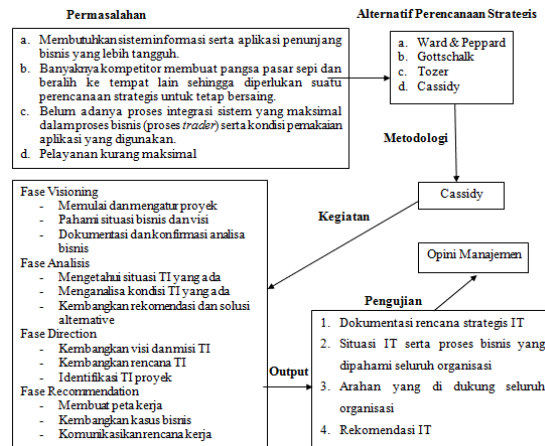 Permasalahan
a. Membutuhkan sistem informasi serta aplikasi penunjang
bisnis yang lebih tangguh.
b. Banyaknya kompetitor membuat pangsa pasar sepi dan
beralih ke tempat lain sehingga diperlukan suatu
perencanaan strategis untuk tetap bersaing.
c. Belum adanya proses integrasi sistem yang maksimal
dalam proses bisnis (proses trader) serta kondisi pemakaian
aplikasi yang digunakan.
d. Pelayanan kurang maksimal
Alternatif Perencanaan Strategis
a. Ward & Peppard
b. Gottschalk
c. Tozer
d. Cassidy
Metodologi
Cassidy
Kegiatan
Fase Visioning
- Memulai dan mengatur proyek
- Pahami situasi bisnis dan visi
- Dokumentasi dan konfirmasi analisa
bisnis
Fase Analysis
- Mengetahui situasi TI yang ada
- Menganalisa kondisi TI yang ada
- Kembangkan rekomendasi dan solusi
alternative
Fase Direction
- Kembangkan visi dan misi TI
- Kembangkan rencana TI
- Identifikasi TI proyek
Fase Recommendation
- Membuat peta kerja
- Kembangkan kasus bisnis
- Komunikasikan rencana kerja
Output
1. Dokumentasi rencana strategis IT
2. Situasi IT serta proses bisnis yang
dipahami seluruh organisasi
3. Arahan yang di dukung seluruh
organisasi
4. Rekomendasi IT
Pengujian
Opini Manajemen